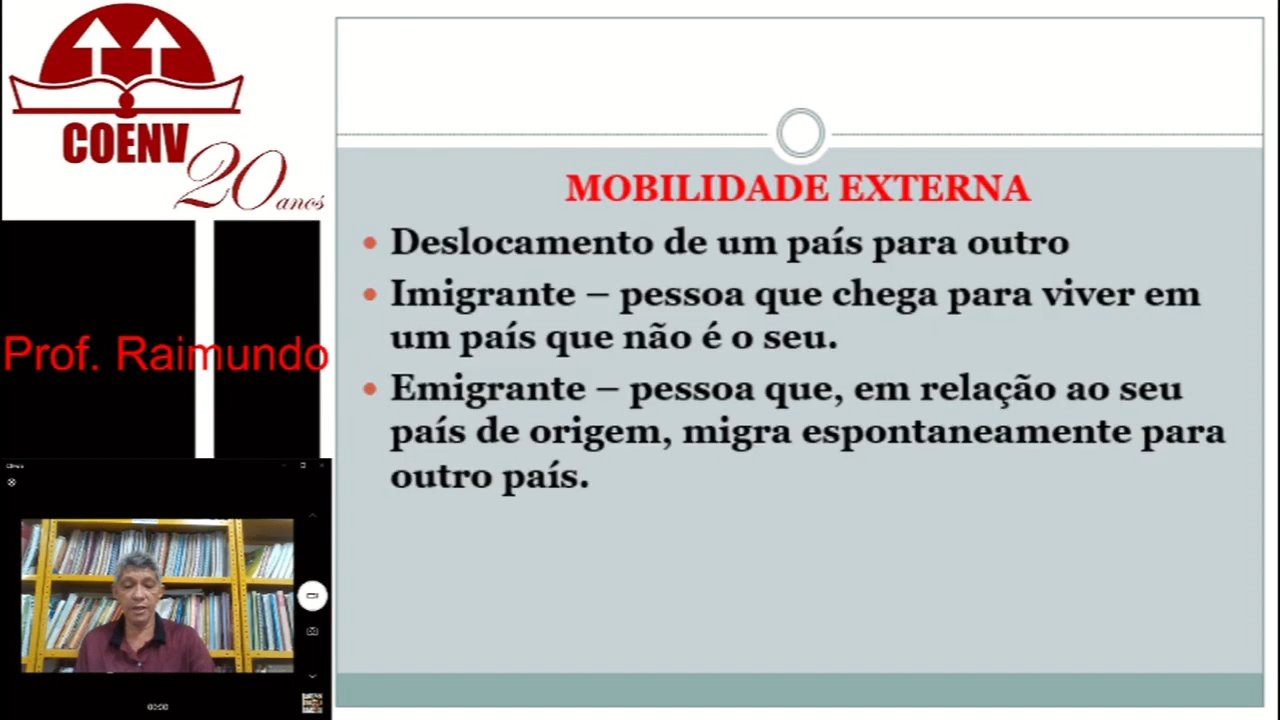 COENV
20 anos
Prof. Raimundo
MOBILIDADE EXTERNA
• Deslocamento de um país para outro
• Imigrante – pessoa que chega para viver em
um país que não é o seu.
• Emigrante – pessoa que, em relação ao seu
país de origem, migra espontaneamente para
outro país.
00:00